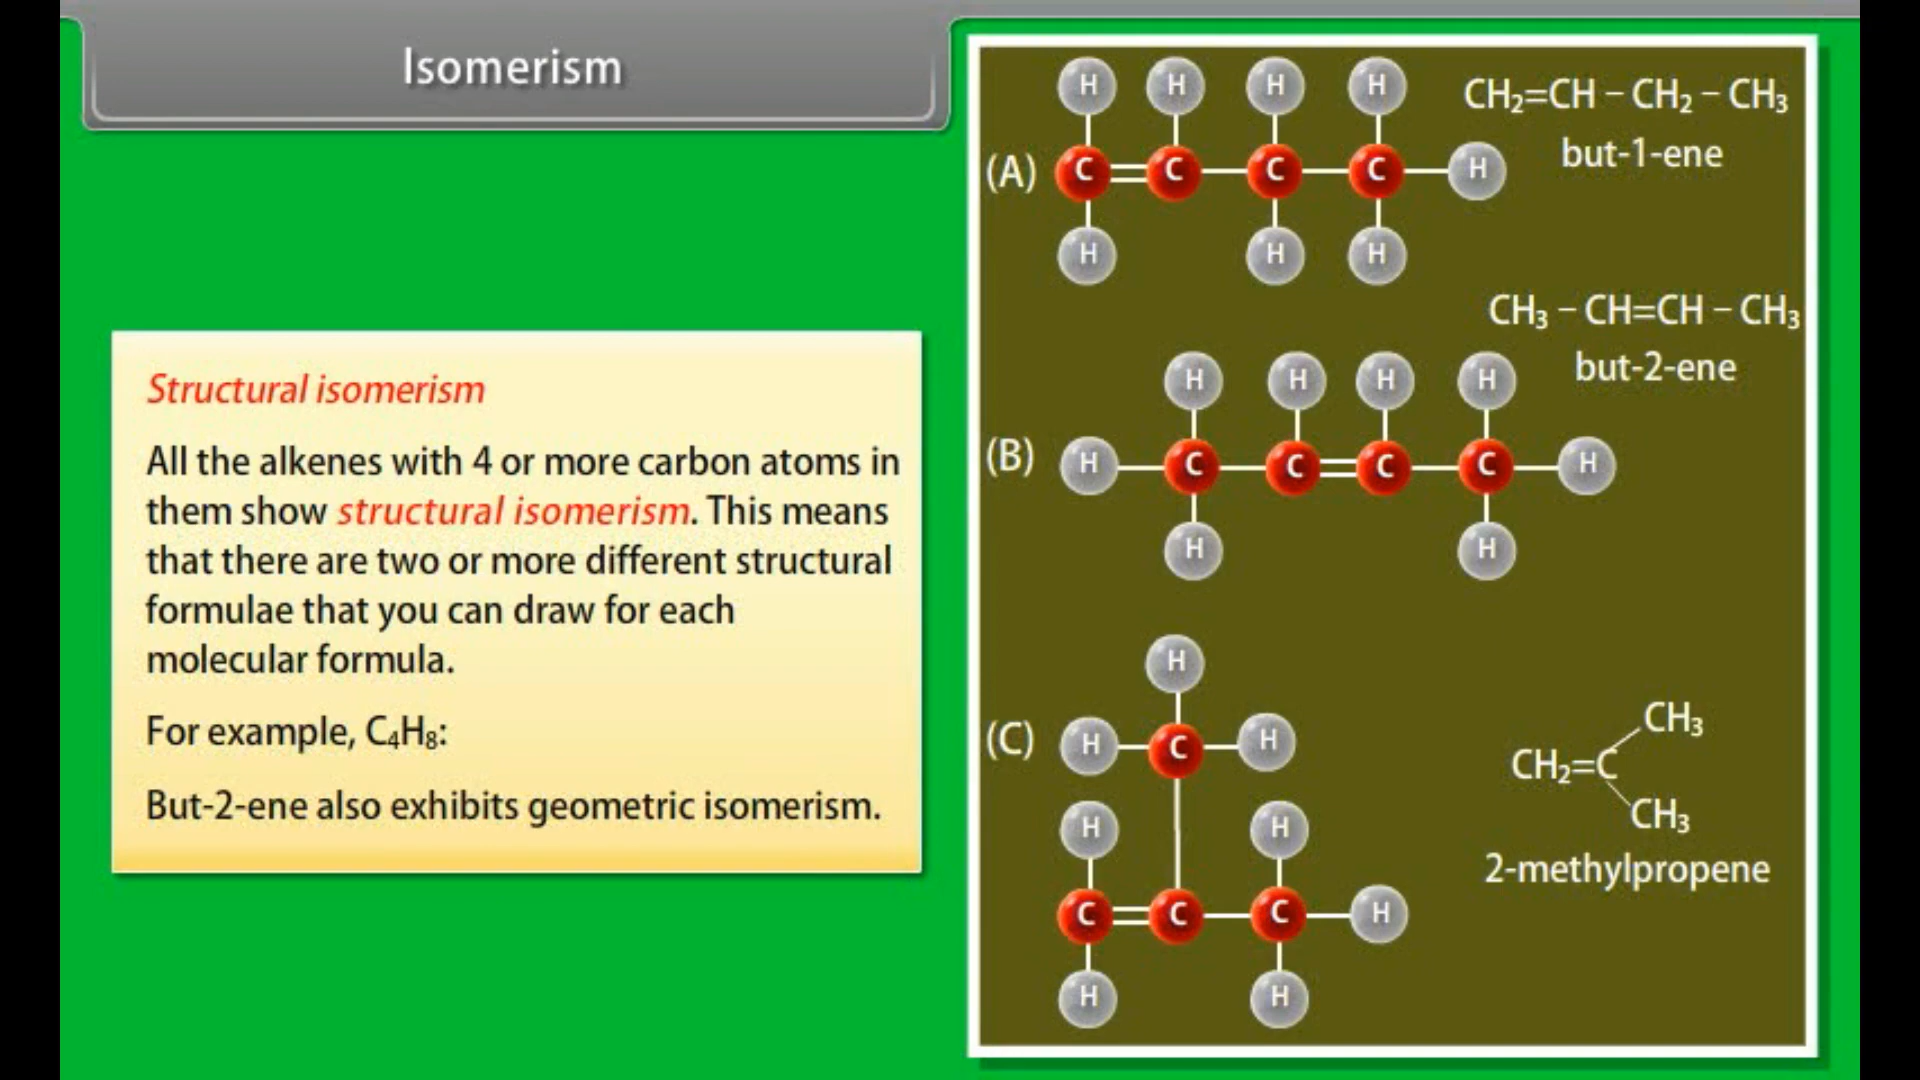 Isomerism
Structural isomerism
All the alkenes with 4 or more carbon atoms in
them show structural isomerism. This means
that there are two or more different structural
formulae that you can draw for each
molecular formula.
For example, C₄H₈:
But-2-ene also exhibits geometric isomerism.
H H H H
CH₂=CH – CH₂ – CH₃
but-1-ene
(A) C C C C H
H H H
CH₃ – CH=CH – CH₃
but-2-ene
H H H H
(B) H C C C C H
H H
H
(C) H C H
CH₃
CH₂=C
CH₃
2-methylpropene
H H
C C C H
H H